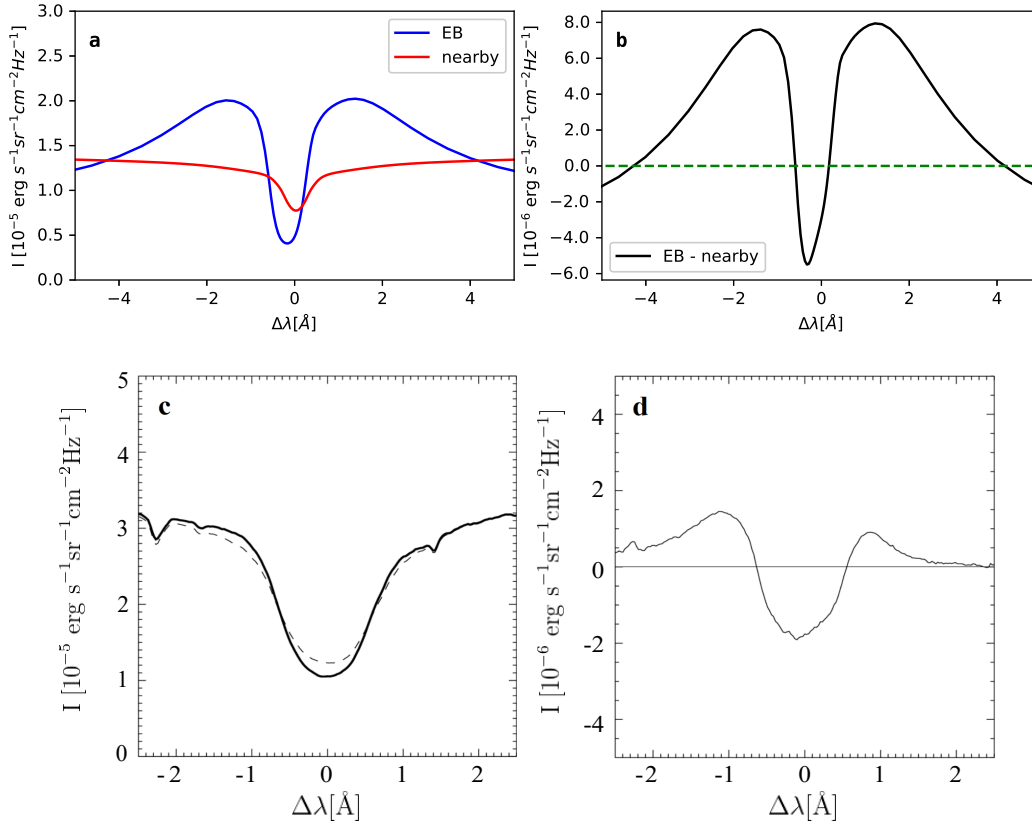 a
EB
nearby
3.0
2.5
2.0
1.5
1.0
0.5
0.0
I [10⁻⁵ erg s⁻¹sr⁻¹cm⁻²Hz⁻¹]
−4 −2 0 2 4
Δλ[Å]
b
8.0
6.0
4.0
2.0
0.0
−2.0
−4.0
−6.0
I [10⁻⁶ erg s⁻¹sr⁻¹cm⁻²Hz⁻¹]
EB - nearby
−4 −2 0 2 4
Δλ[Å]
c
5
4
3
2
1
0
I [10⁻⁵ erg s⁻¹sr⁻¹cm⁻²Hz⁻¹]
-2 -1 0 1 2
Δλ[Å]
d
4
2
0
-2
-4
I [10⁻⁶ erg s⁻¹sr⁻¹cm⁻²Hz⁻¹]
-2 -1 0 1 2
Δλ[Å]